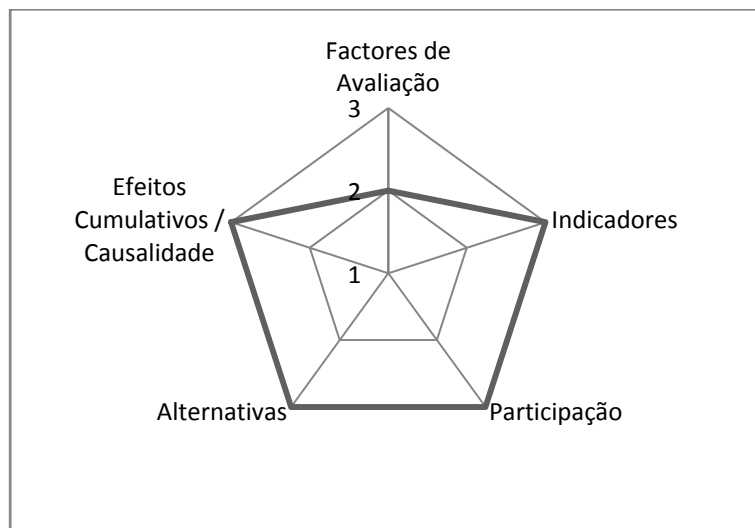 Factores de
Avaliação
3
Efeitos
Cumulativos /
Causalidade
2
Indicadores
1
Alternativas
Participação